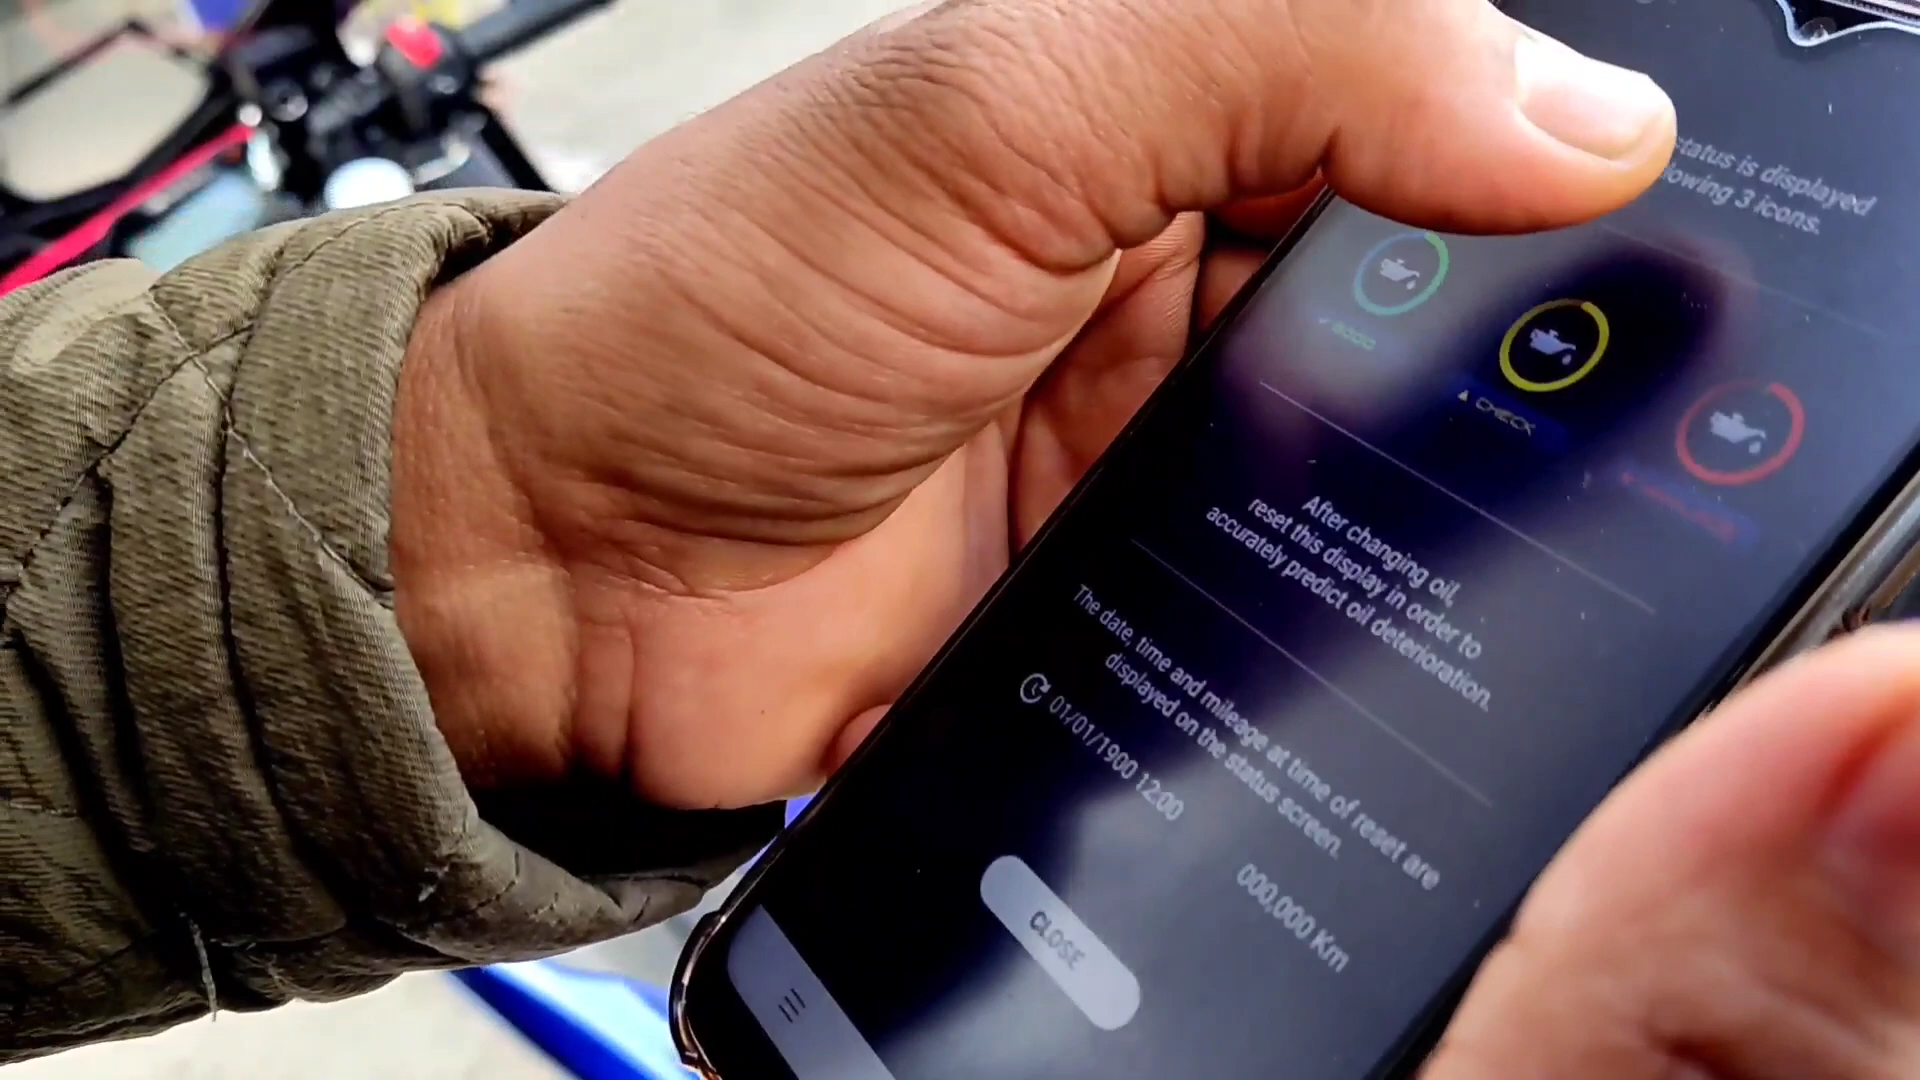 status is displayed
3 icons.
GOOD
CHECK
After changing oil,
reset this display in order to
accurately predict oil deterioration.
The date, time and mileage at time of reset are
displayed on the status screen.
01/01/1900 12:00
000,000 Km
CLOSE